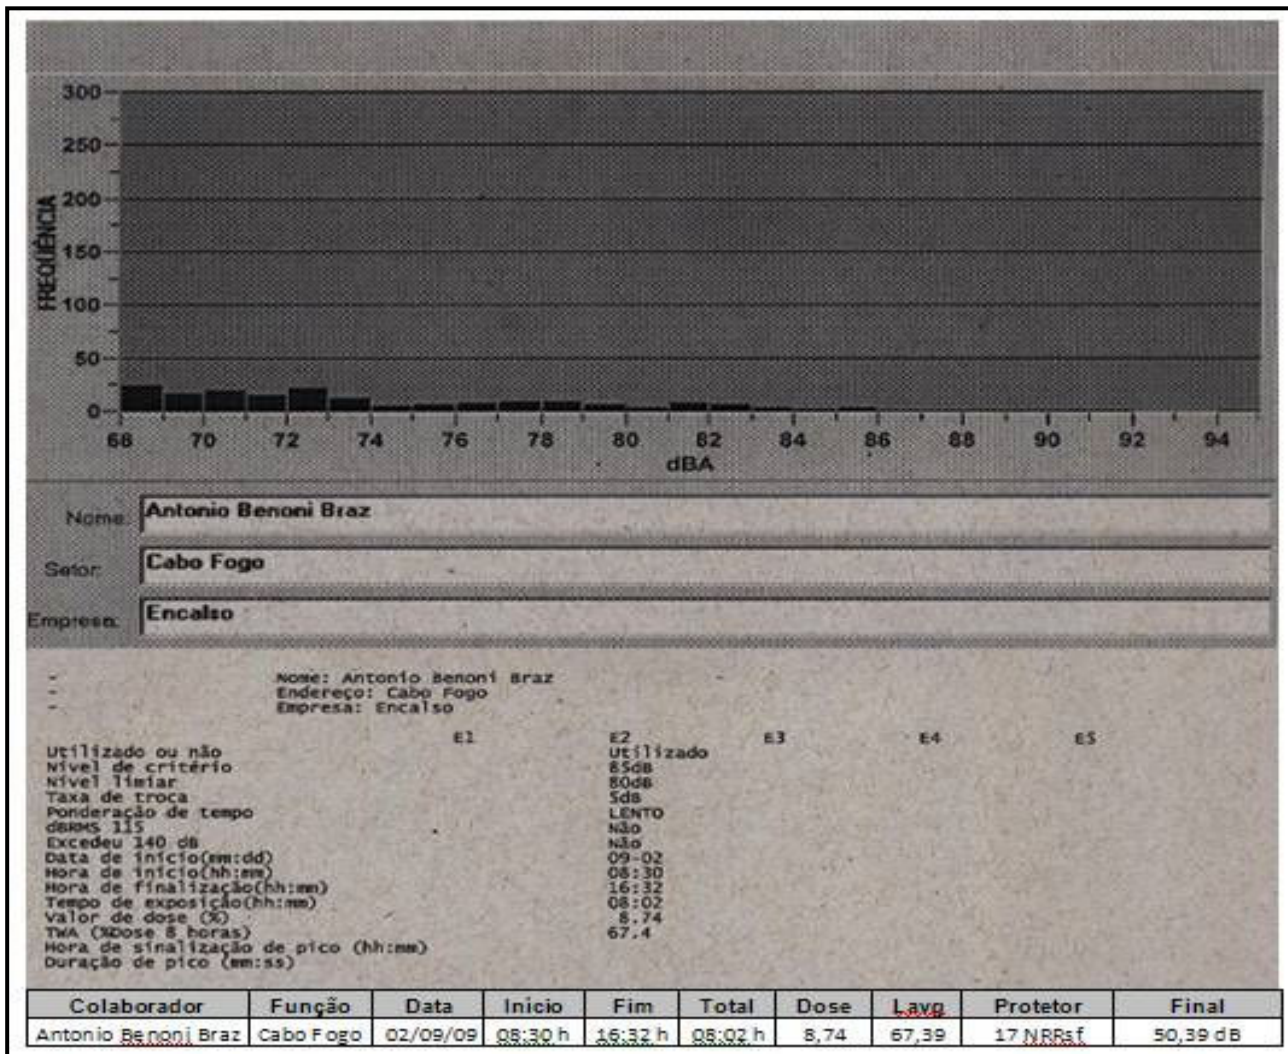 300
250
200
150
100
50
0
FREQUÊNCIA
68 70 72 74 76 78 80 82 84 86 88 90 92 94
dBA
Nome: Antonio Benoni Braz
Setor: Cabo Fogo
Empresa: Encalso
- Nome: Antonio Benoni Braz
- Endereço: Cabo Fogo
- Empresa: Encalso
E1 E2 E3 E4 E5
Utilizado ou não Utilizado
Nível de critério 85dB
Nível limiar 80dB
Taxa de troca 5dB
Ponderação de tempo LENTO
dBRMS 115 Não
Excedeu 140 dB Não
Data de início(mm:dd) 09-02
Hora de início(hh:mm) 08:30
Hora de finalização(hh:mm) 16:32
Tempo de exposição(hh:mm) 08:02
Valor de dose (%) 8.74
TWA (%Dose 8 horas) 67.4
Hora de sinalização de pico (hh:mm)
Duração de pico (mm:ss)
Colaborador Função Data Inicio Fim Total Dose Lavg Protetor Final
Antonio Benoni Braz Cabo Fogo 02/09/09 08:30 h 16:32 h 08:02 h 8,74 67,39 17 NRRsf 50,39 dB